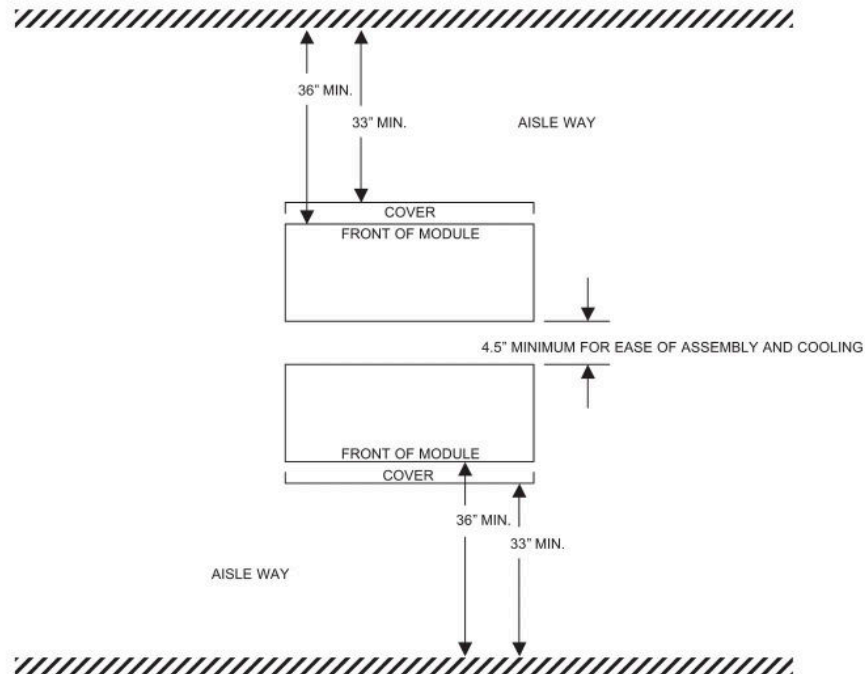 36” MIN.
33” MIN.
AISLE WAY
COVER
FRONT OF MODULE
4.5” MINIMUM FOR EASE OF ASSEMBLY AND COOLING
FRONT OF MODULE
COVER
36” MIN.
33” MIN.
AISLE WAY